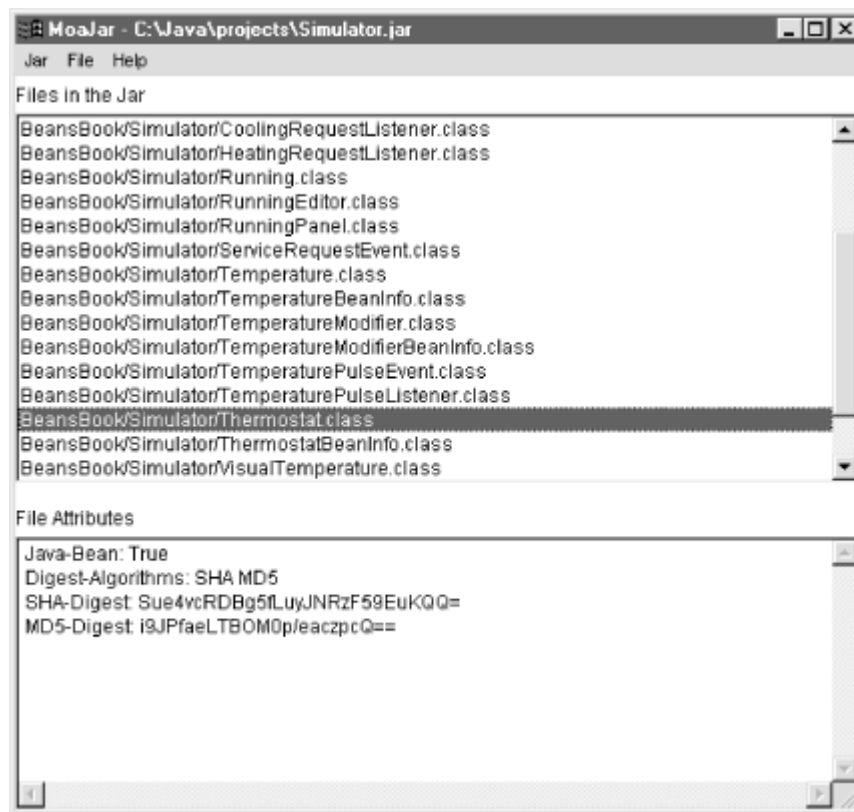 MoaJar - C:\Java\projects\Simulator.jar
Jar File Help
Files in the Jar
BeansBook/Simulator/CoolingRequestListener.class
BeansBook/Simulator/HeatingRequestListener.class
BeansBook/Simulator/Running.class
BeansBook/Simulator/RunningEditor.class
BeansBook/Simulator/RunningPanel.class
BeansBook/Simulator/ServiceRequestEvent.class
BeansBook/Simulator/Temperature.class
BeansBook/Simulator/TemperatureBeanInfo.class
BeansBook/Simulator/TemperatureModifier.class
BeansBook/Simulator/TemperatureModifierBeanInfo.class
BeansBook/Simulator/TemperaturePulseEvent.class
BeansBook/Simulator/TemperaturePulseListener.class
BeansBook/Simulator/Thermostat.class
BeansBook/Simulator/ThermostatBeanInfo.class
BeansBook/Simulator/VisualTemperature.class
File Attributes
Java-Bean: True
Digest-Algorithms: SHA MD5
SHA-Digest: Sue4vcRDBg5fLuyJNRzF59EuKQQ=
MD5-Digest: i9JPfaeLTBOM0p/eaczpcQ==